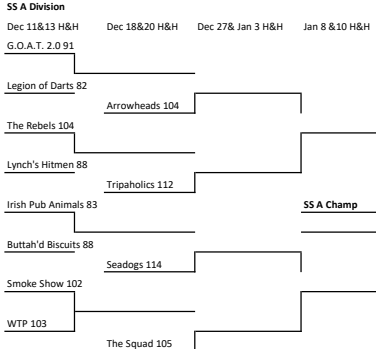 SS A Division
Dec 11&13 H&H Dec 18&20 H&H Dec 27& Jan 3 H&H Jan 8 &10 H&H
G.O.A.T. 2.0 91
Legion of Darts 82
Arrowheads 104
The Rebels 104
Lynch's Hitmen 88
Tripaholics 112
Irish Pub Animals 83
SS A Champ
Buttah'd Biscuits 88
Seadogs 114
Smoke Show 102
WTP 103
The Squad 105